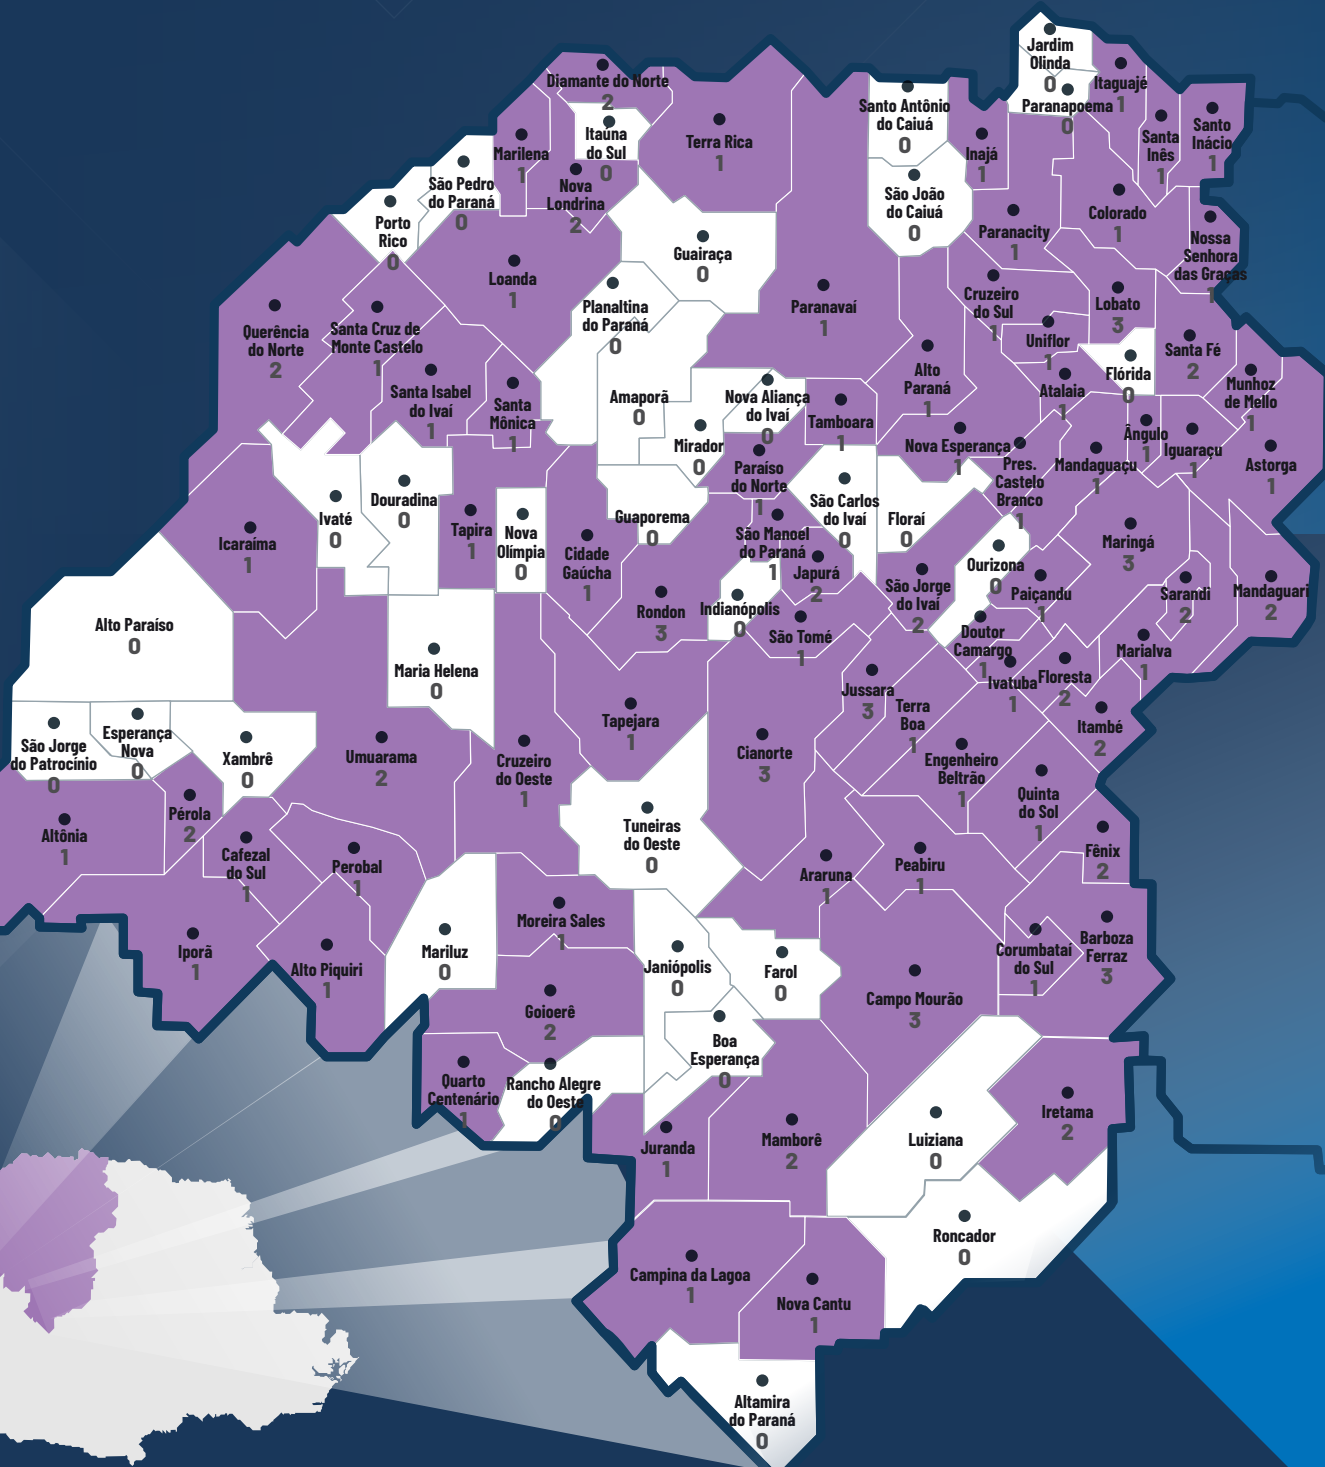 Jardim
Olinda
0
Paranapoema
0
Itaguajé
1
Santa
Inês
1
Santo
Inácio
1
Diamante do Norte
2
Itaúna
do Sul
0
Marilena
1
Nova
Londrina
2
Terra Rica
1
Santo Antônio
do Caiuá
0
Inajá
1
São João
do Caiuá
0
Colorado
1
Paranacity
1
Nossa
Senhora
das Graças
1
São Pedro
do Paraná
0
Porto
Rico
0
Guairaça
0
Loanda
1
Planaltina
do Paraná
0
Paranavaí
1
Cruzeiro
do Sul
1
Lobato
3
Uniflor
1
Santa Fé
2
Flórida
0
Querência
do Norte
2
Santa Cruz de
Monte Castelo
1
Santa Isabel
do Ivaí
1
Santa
Mônica
1
Amaporã
0
Nova Aliança
do Ivaí
0
Mirador
0
Tamboara
1
Alto
Paraná
1
Atalaia
1
Munhoz
de Mello
1
Ângulo
1
Iguaraçu
1
Astorga
1
Nova Esperança
1
Pres.
Castelo
Branco
1
Mandaguaçu
1
Paraíso
do Norte
1
São Carlos
do Ivaí
0
Floraí
0
Douradina
0
Ivaté
0
Icaraíma
1
Tapira
1
Nova
Olímpia
0
Cidade
Gaúcha
1
Guaporema
0
São Manoel
do Paraná
1
Japurá
2
Rondon
3
Indianópolis
0
São Tomé
1
São Jorge
do Ivaí
2
Ourizona
0
Maringá
3
Paiçandu
1
Sarandi
2
Mandaguari
2
Doutor
Camargo
1
Ivatuba
1
Floresta
2
Marialva
1
Itambé
2
Alto Paraíso
0
Maria Helena
0
São Jorge
do Patrocínio
0
Esperança
Nova
0
Xambrê
0
Umuarama
2
Cruzeiro
do Oeste
1
Tapejara
1
Cianorte
3
Jussara
3
Terra
Boa
1
Engenheiro
Beltrão
1
Quinta
do Sol
1
Fênix
2
Altônia
1
Pérola
2
Cafezal
do Sul
1
Perobal
1
Tuneiras
do Oeste
0
Araruna
1
Peabiru
1
Iporã
1
Alto Piquiri
1
Mariluz
0
Moreira Sales
1
Goioerê
2
Janiópolis
0
Farol
0
Campo Mourão
3
Corumbataí
do Sul
1
Barboza
Ferraz
3
Boa
Esperança
0
Quarto
Centenário
1
Rancho Alegre
do Oeste
0
Juranda
1
Mamborê
2
Luiziana
0
Iretama
2
Roncador
0
Campina da Lagoa
1
Nova Cantu
1
Altamira
do Paraná
0